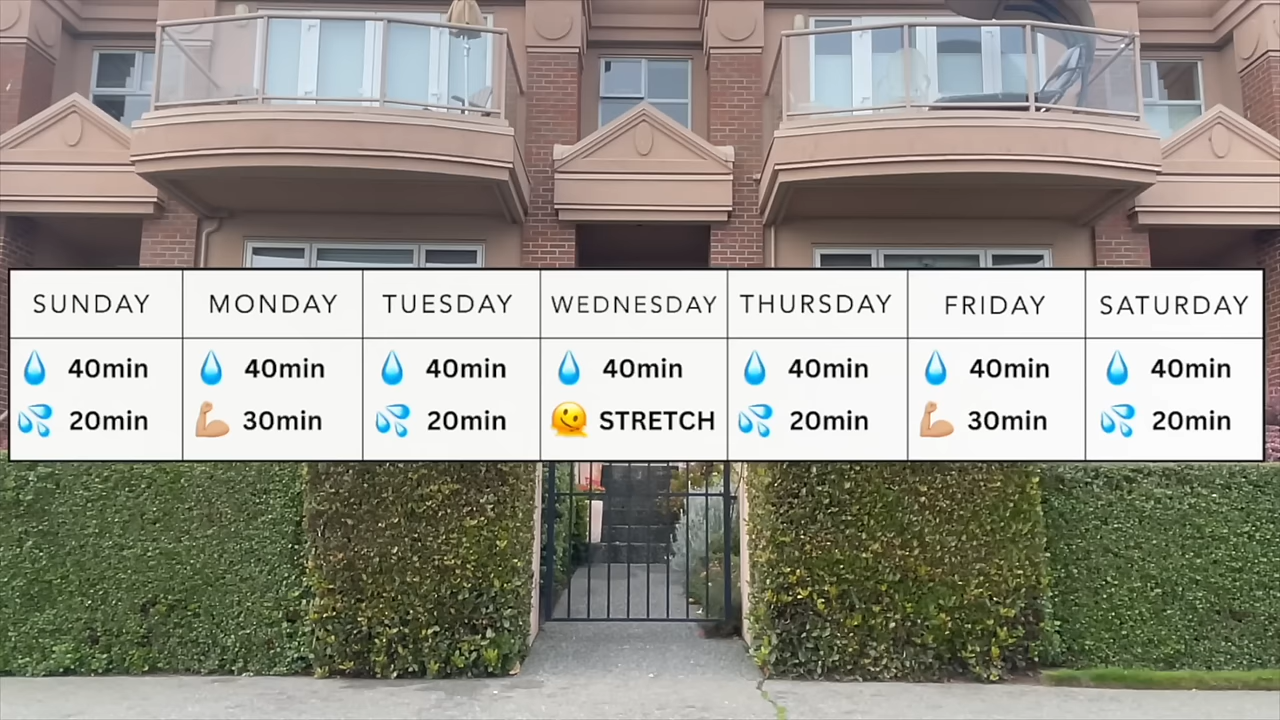 SUNDAY MONDAY TUESDAY WEDNESDAY THURSDAY FRIDAY SATURDAY
💧 40min 💧 40min 💧 40min 💧 40min 💧 40min 💧 40min 💧 40min
💦 20min 💪🏼 30min 💦 20min 🫠 STRETCH 💦 20min 💪🏼 30min 💦 20min